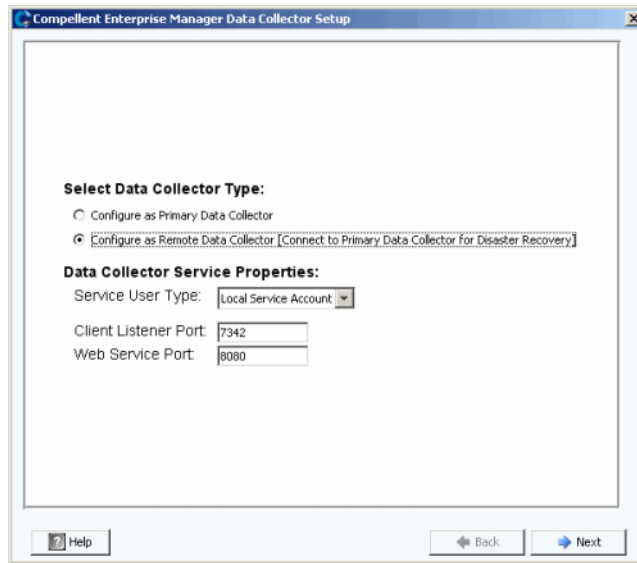 Compellent Enterprise Manager Data Collector Setup
Select Data Collector Type:
Configure as Primary Data Collector
Configure as Remote Data Collector [Connect to Primary Data Collector for Disaster Recovery]
Data Collector Service Properties:
Service User Type: Local Service Account
Client Listener Port: 7342
Web Service Port: 8080
? Help Back Next